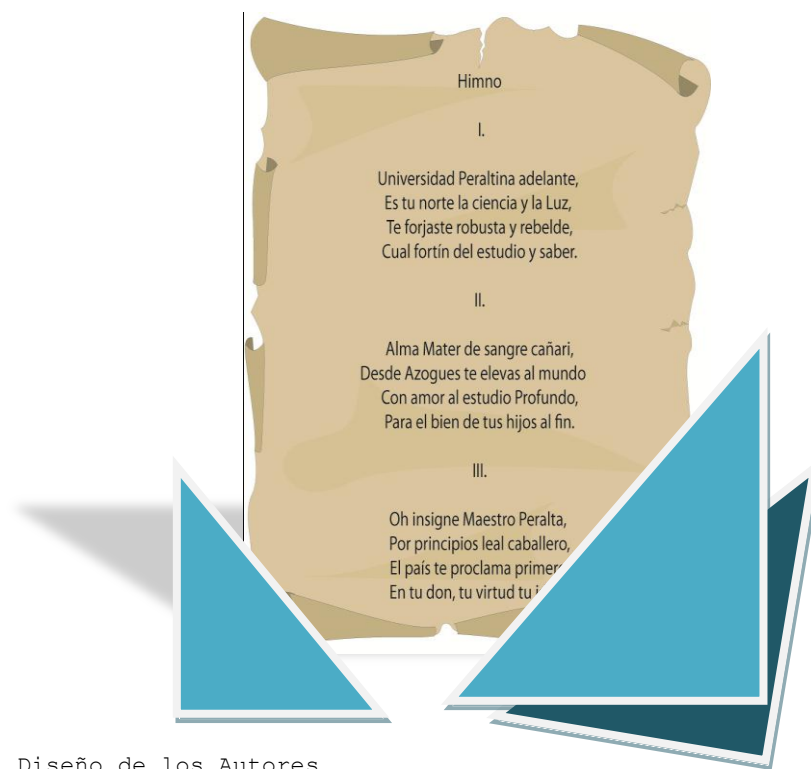 Himno
I.
Universidad Peraltina adelante,
Es tu norte la ciencia y la Luz,
Te forjaste robusta y rebelde,
Cual fortín del estudio y saber.
II.
Alma Mater de sangre cañari,
Desde Azogues te elevas al mundo
Con amor al estudio Profundo,
Para el bien de tus hijos al fin.
III.
Oh insigne Maestro Peralta,
Por principios leal caballero,
El país te proclama
En tu don, tu virtud tu
Diseño de los Autores